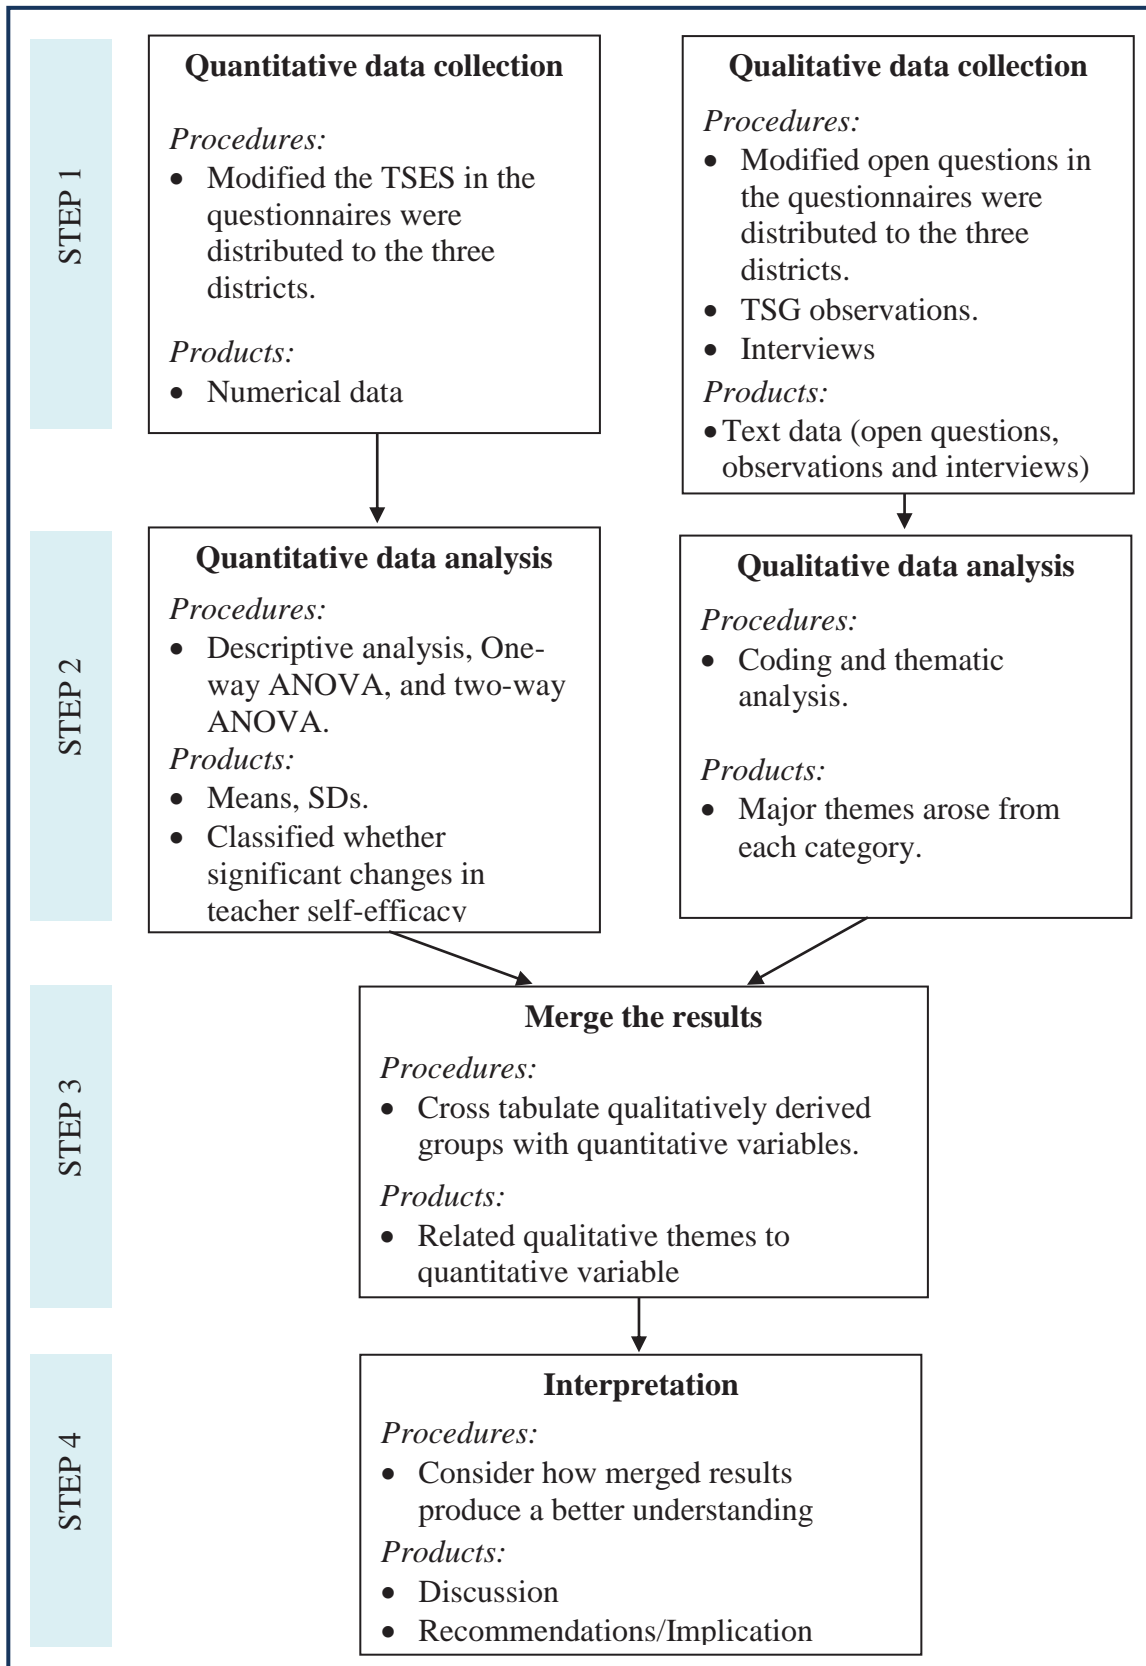 STEP 1
Quantitative data collection
Procedures:
• Modified the TSES in the
questionnaires were
distributed to the three
districts.
Products:
• Numerical data
Qualitative data collection
Procedures:
• Modified open questions in
the questionnaires were
distributed to the three
districts.
• TSG observations.
• Interviews
Products:
• Text data (open questions,
observations and interviews)
STEP 2
Quantitative data analysis
Procedures:
• Descriptive analysis, One-
way ANOVA, and two-way
ANOVA.
Products:
• Means, SDs.
• Classified whether
significant changes in
teacher self-efficacy
Qualitative data analysis
Procedures:
• Coding and thematic
analysis.
Products:
• Major themes arose from
each category.
STEP 3
Merge the results
Procedures:
• Cross tabulate qualitatively derived
groups with quantitative variables.
Products:
• Related qualitative themes to
quantitative variable
STEP 4
Interpretation
Procedures:
• Consider how merged results
produce a better understanding
Products:
• Discussion
• Recommendations/Implication